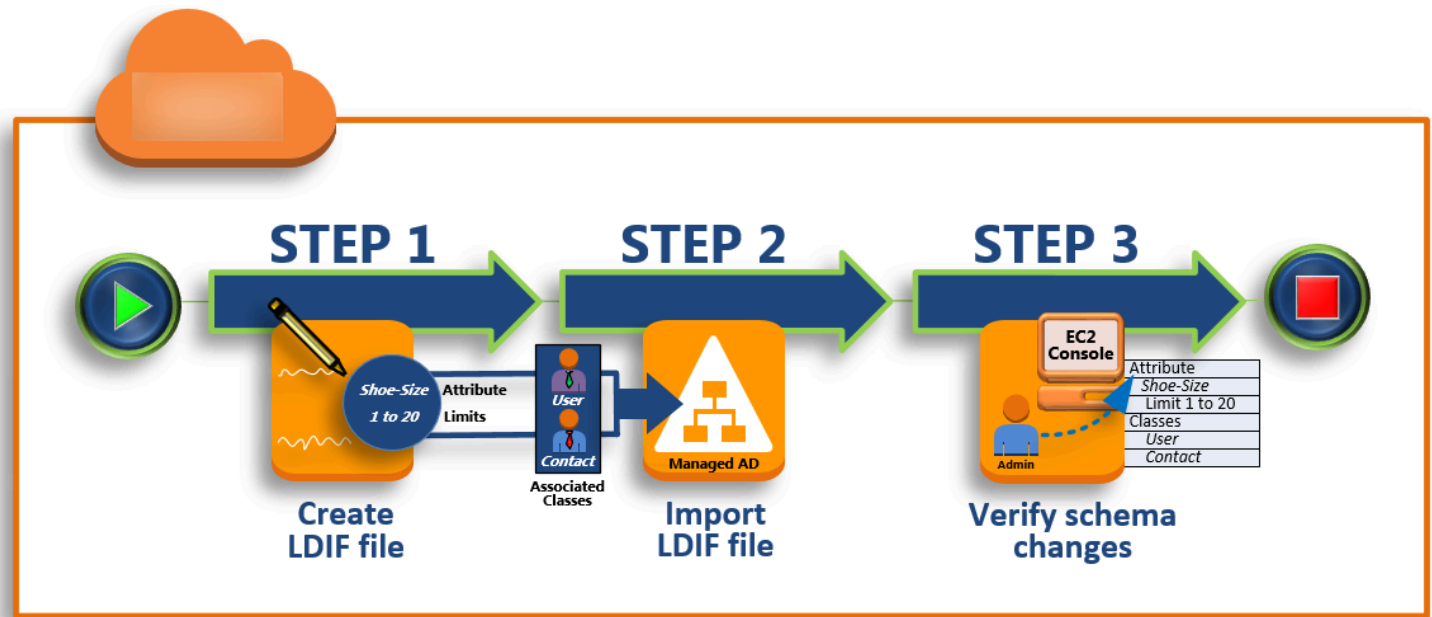 STEP 1
STEP 2
STEP 3
Shoe-Size
1 to 20
Attribute
Limits
User
Contact
Associated
Classes
Managed AD
EC2
Console
Admin
Attribute
Shoe-Size
Limit 1 to 20
Classes
User
Contact
Create
LDIF file
Import
LDIF file
Verify schema
changes